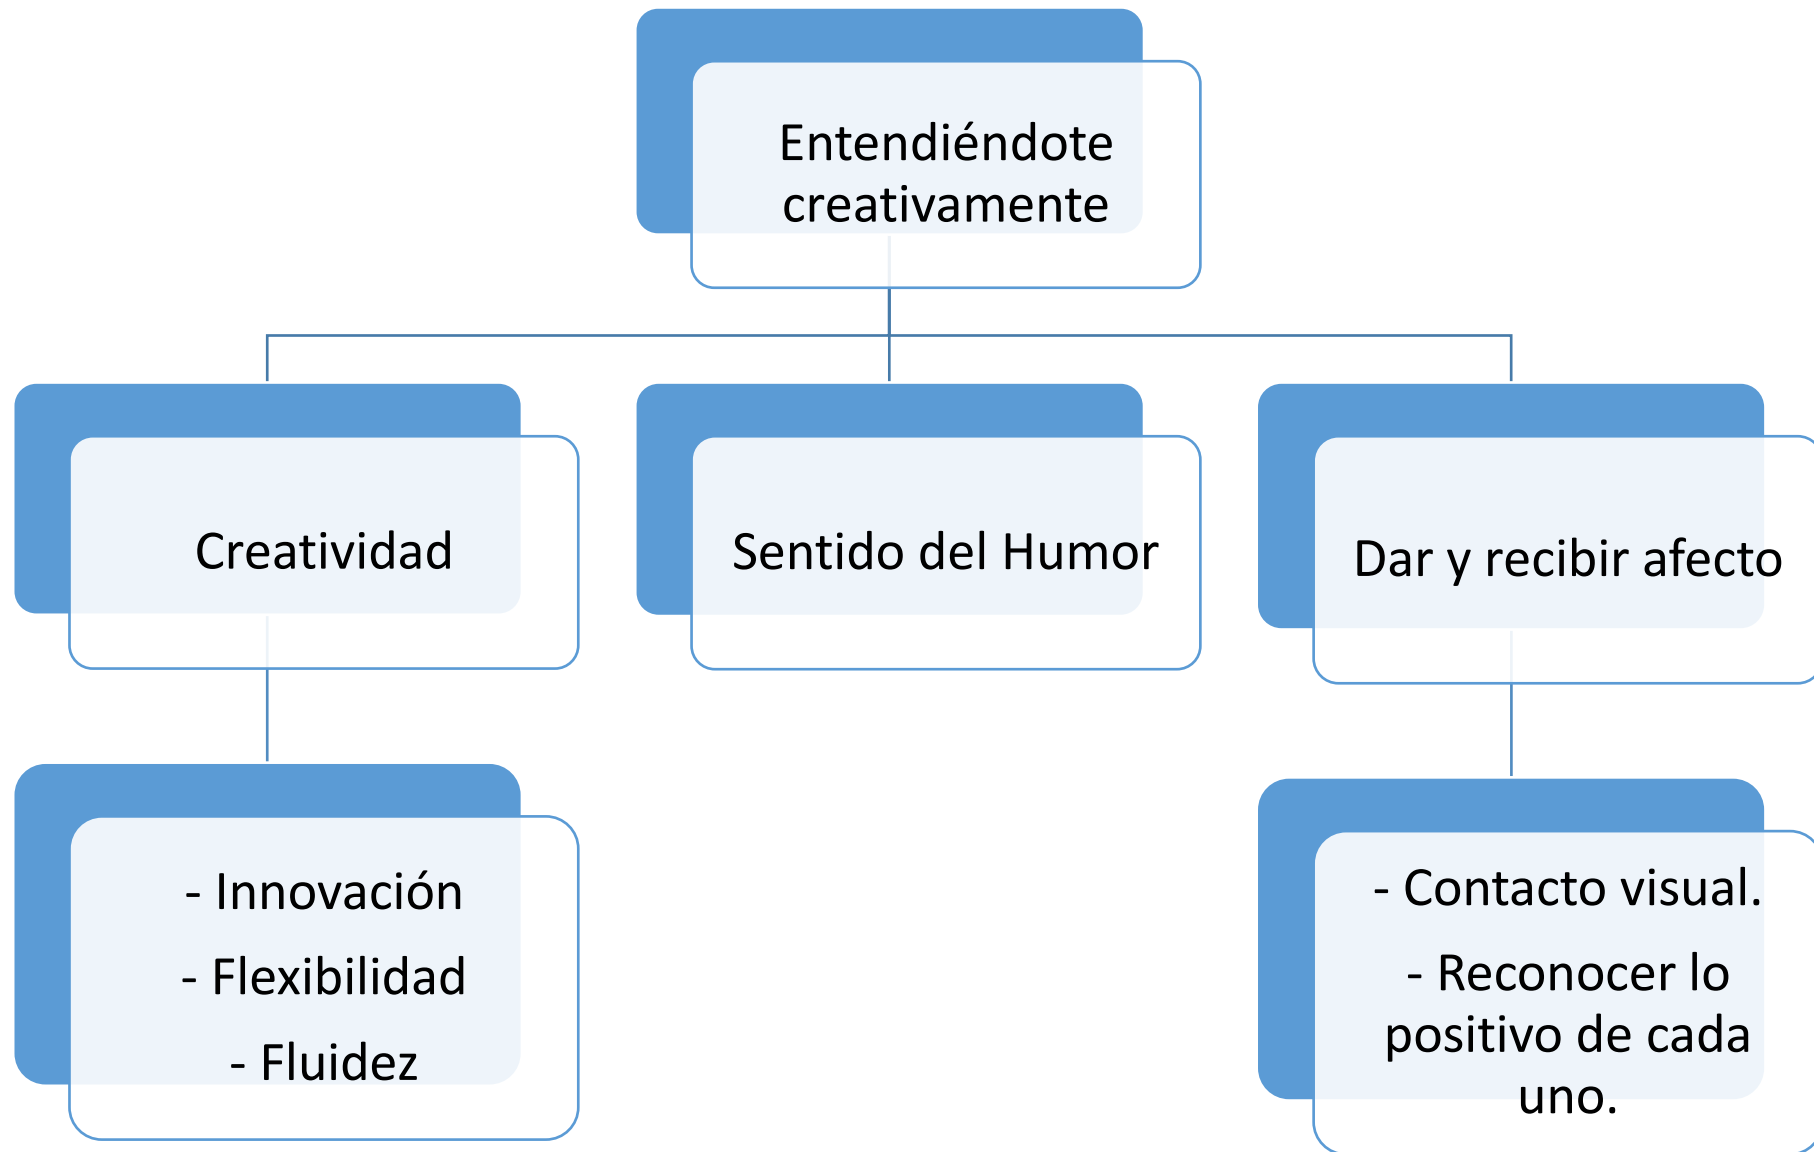 Entendiéndote
creativamente
Creatividad
Sentido del Humor
Dar y recibir afecto
- Innovación
- Flexibilidad
- Fluidez
- Contacto visual.
- Reconocer lo
positivo de cada
uno.